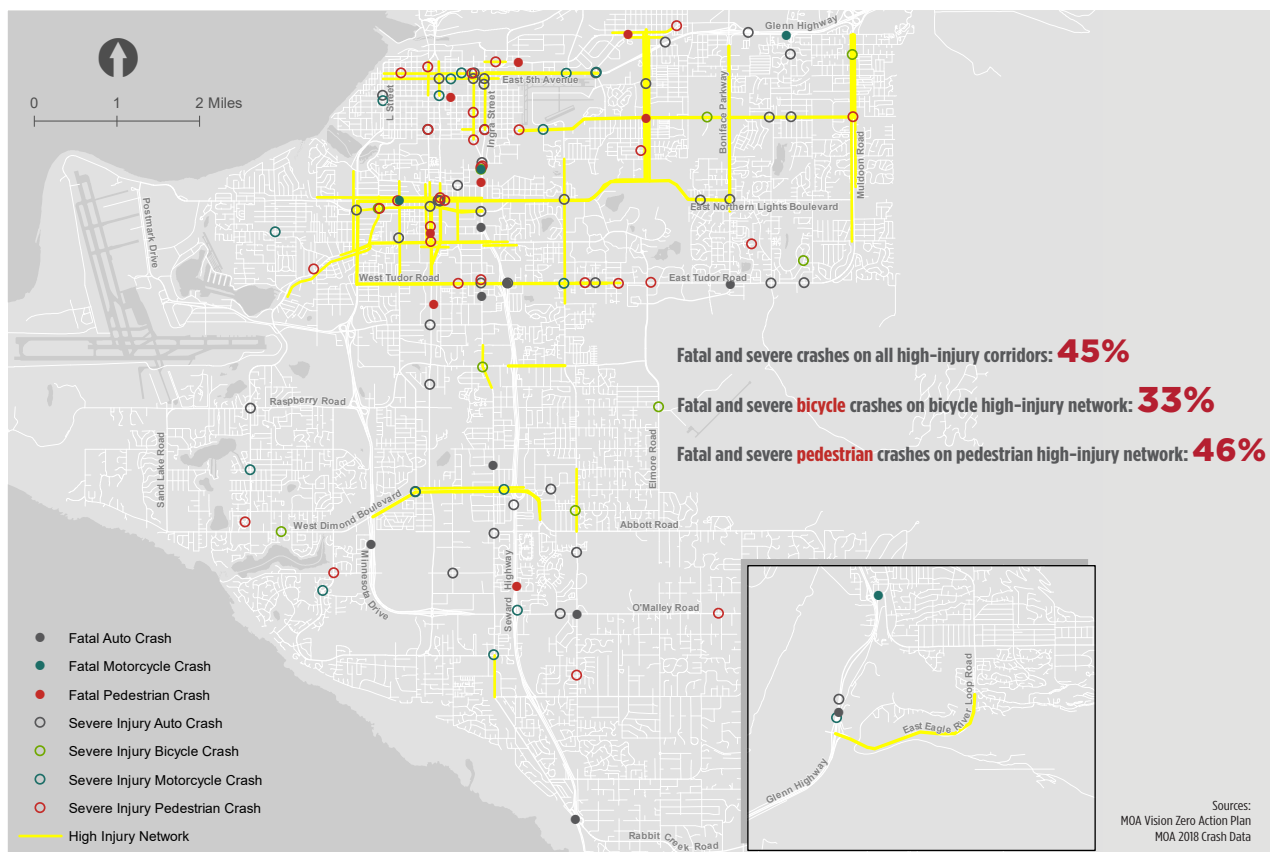 Glenn Highway
0 1 2 Miles
East 5th Avenue
L Street
Ingra Street
Boniface Parkway
Muldoon Road
Postmark Drive
East Northern Lights Boulevard
West Tudor Road
East Tudor Road
Fatal and severe crashes on all high-injury corridors: 45%
Fatal and severe bicycle crashes on bicycle high-injury network: 33%
Fatal and severe pedestrian crashes on pedestrian high-injury network: 46%
Raspberry Road
Sand Lake Road
Elmore Road
West Dimond Boulevard
Abbott Road
Minnesota Drive
Seward Highway
O'Malley Road
Rabbit Creek Road
Fatal Auto Crash
Fatal Motorcycle Crash
Fatal Pedestrian Crash
Severe Injury Auto Crash
Severe Injury Bicycle Crash
Severe Injury Motorcycle Crash
Severe Injury Pedestrian Crash
High Injury Network
East Eagle River Loop Road
Glenn Highway
Sources:
MOA Vision Zero Action Plan
MOA 2018 Crash Data